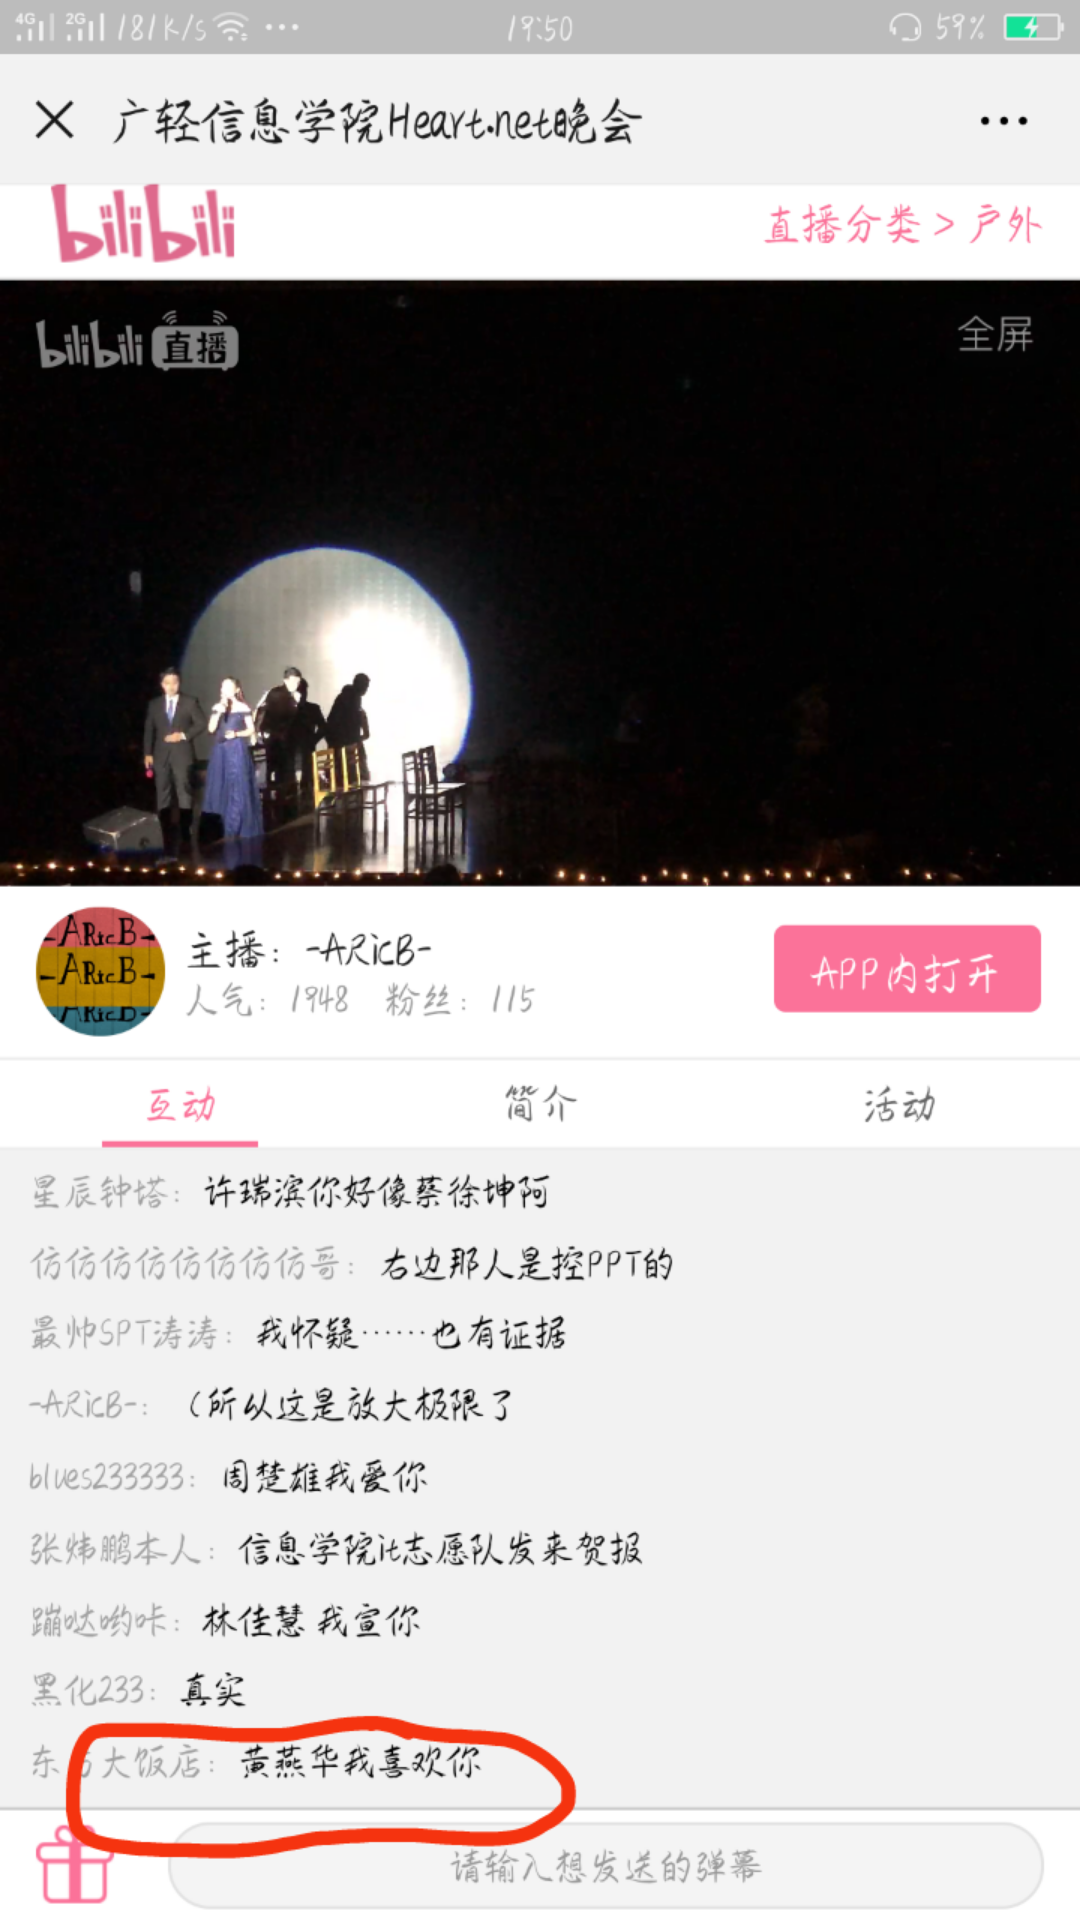 4G 2G 181K/s 19:50 59%
广轻信息学院Heart.net晚会
bilibili 直播分类 > 户外
bilibili 直播 全屏
-ARicB-
-ARicB-
-ARicB-
主播：-ARicB-
人气：1948 粉丝：115
APP内打开
互动 简介 活动
星辰钟塔：许瑞滨你好像蔡徐坤阿
仿仿仿仿仿仿仿仿哥：右边那人是控PPT的
最帅SPT涛涛：我怀疑……也有证据
-ARicB-：（所以这是放大极限了
blues233333：周楚雄我爱你
张炜鹏本人：信息学院it志愿队发来贺报
蹦哒哟咔：林佳慧 我宣你
黑化233：真实
东方大饭店：黄燕华我喜欢你
请输入想发送的弹幕